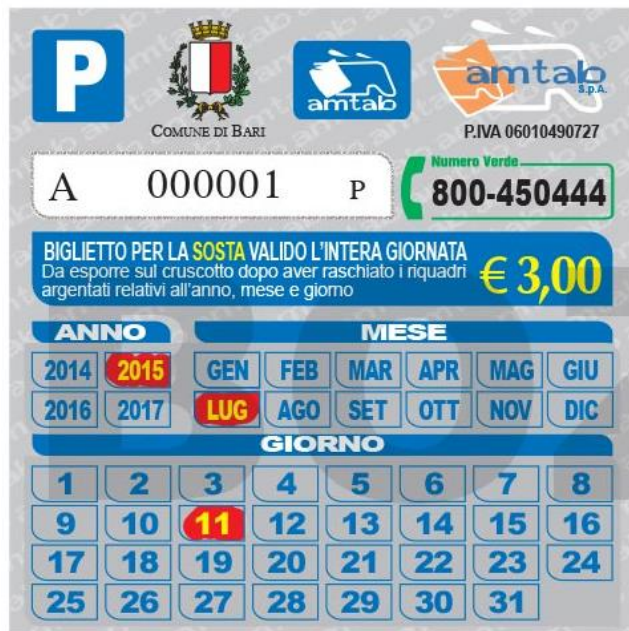 P
COMUNE DI BARI
amtab
amtab
S.p.A.
P.IVA 06010490727
A 000001 P
Numero Verde
800-450444
BIGLIETTO PER LA SOSTA VALIDO L'INTERA GIORNATA
Da esporre sul cruscotto dopo aver raschiato i riquadri
argentati relativi all'anno, mese e giorno
€ 3,00
ANNO MESE
2014 2015 GEN FEB MAR APR MAG GIU
2016 2017 LUG AGO SET OTT NOV DIC
GIORNO
1 2 3 4 5 6 7 8
9 10 11 12 13 14 15 16
17 18 19 20 21 22 23 24
25 26 27 28 29 30 31